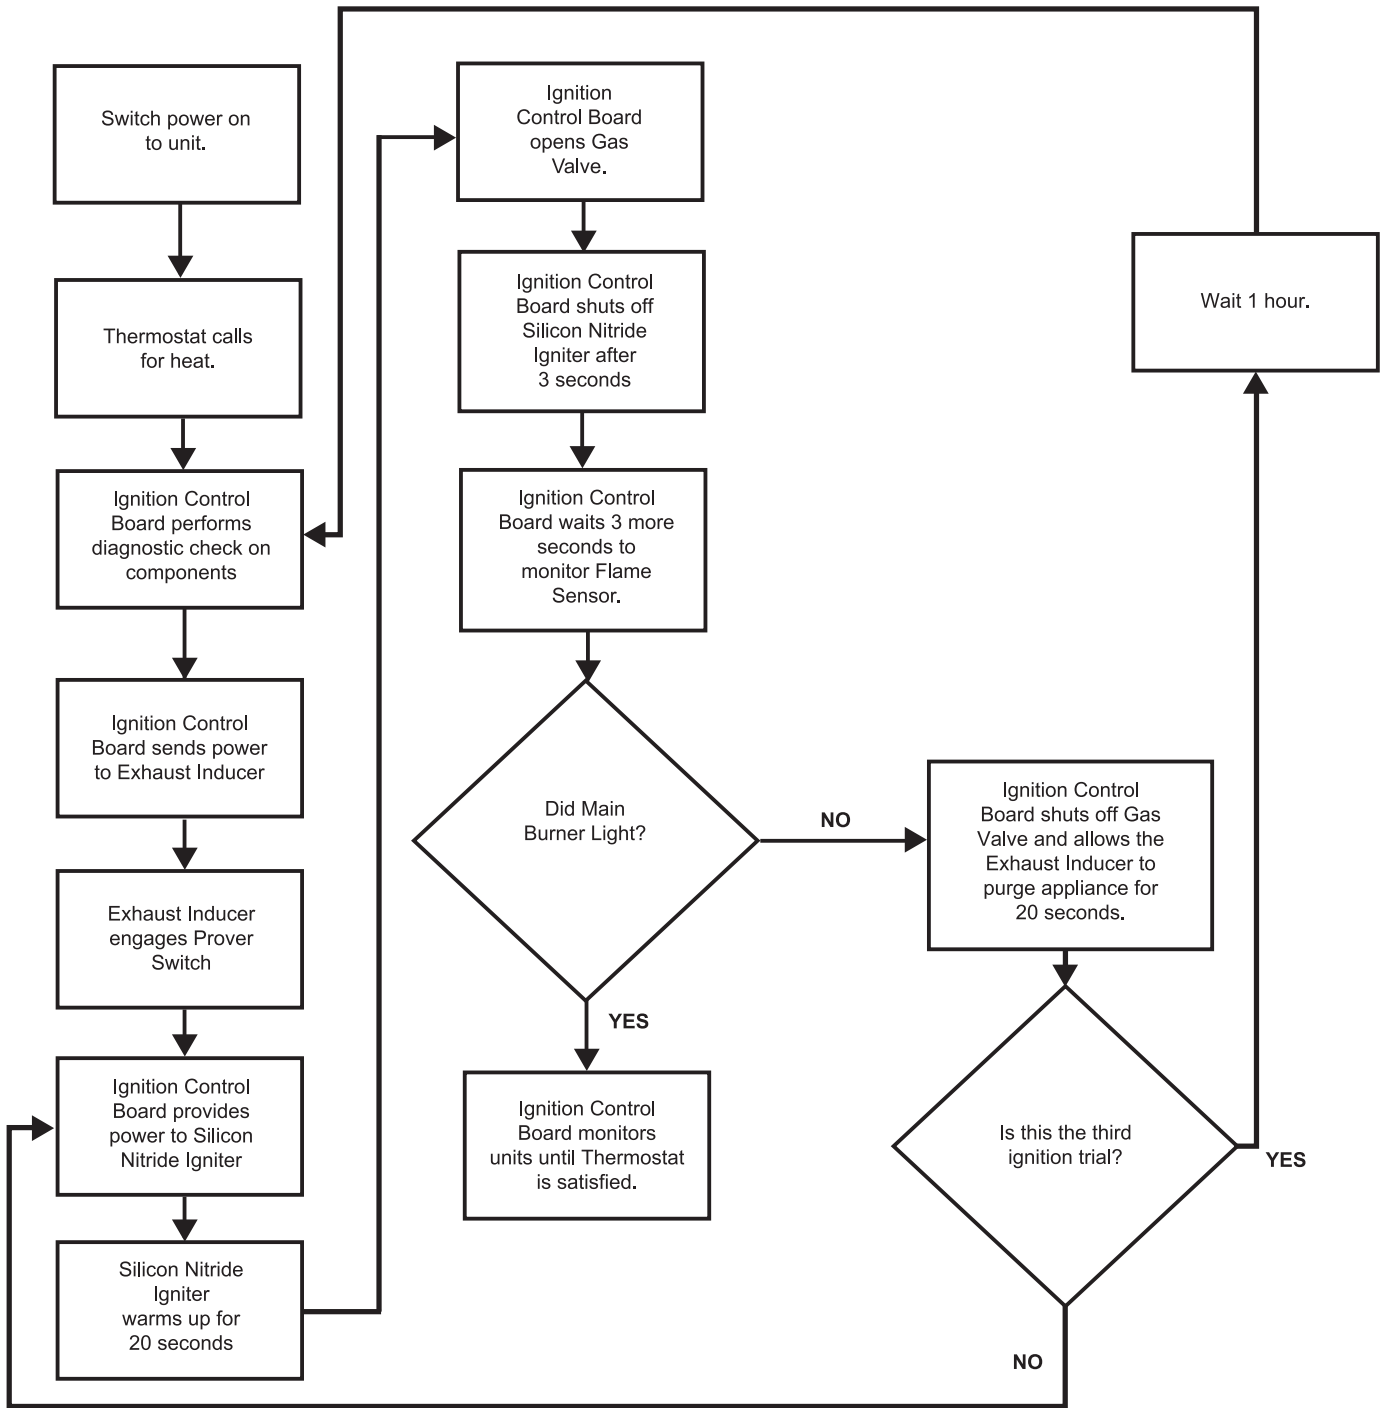 Switch power on
to unit.
Thermostat calls
for heat.
Ignition Control
Board performs
diagnostic check on
components
Ignition Control
Board sends power
to Exhaust Inducer
Exhaust Inducer
engages Prover
Switch
Ignition Control
Board provides
power to Silicon
Nitride Igniter
Silicon Nitride
Igniter
warms up for
20 seconds
Ignition
Control Board
opens Gas
Valve.
Ignition Control
Board shuts off
Silicon Nitride
Igniter after
3 seconds
Ignition Control
Board waits 3 more
seconds to
monitor Flame
Sensor.
Did Main
Burner Light?
YES
Ignition Control
Board monitors
units until Thermostat
is satisfied.
NO
Ignition Control
Board shuts off Gas
Valve and allows the
Exhaust Inducer to
purge appliance for
20 seconds.
Is this the third
ignition trial?
NO
YES
Wait 1 hour.